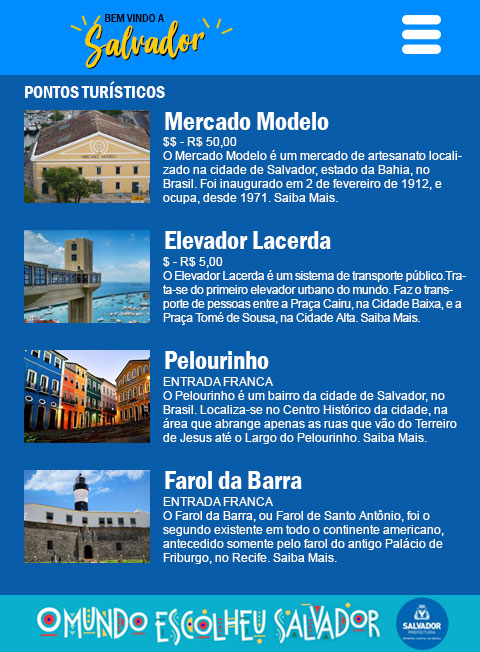 BEM VINDO A
Salvador
PONTOS TURÍSTICOS
Mercado Modelo
$$ - R$ 50,00
O Mercado Modelo é um mercado de artesanato locali-
zado na cidade de Salvador, estado da Bahia, no
Brasil. Foi inaugurado em 2 de fevereiro de 1912, e
ocupa, desde 1971. Saiba Mais.
MERCADO MODELO
Elevador Lacerda
$ - R$ 5,00
O Elevador Lacerda é um sistema de transporte público.Tra-
ta-se do primeiro elevador urbano do mundo. Faz o trans-
porte de pessoas entre a Praça Cairu, na Cidade Baixa, e a
Praça Tomé de Sousa, na Cidade Alta. Saiba Mais.
Pelourinho
ENTRADA FRANCA
O Pelourinho é um bairro da cidade de Salvador, no
Brasil. Localiza-se no Centro Histórico da cidade, na
área que abrange apenas as ruas que vão do Terreiro
de Jesus até o Largo do Pelourinho. Saiba Mais.
Farol da Barra
ENTRADA FRANCA
O Farol da Barra, ou Farol de Santo Antônio, foi o
segundo existente em todo o continente americano,
antecedido somente pelo farol do antigo Palácio de
Friburgo, no Recife. Saiba Mais.
O MUNDO ESCOLHEU SALVADOR
SALVADOR
PREFEITURA